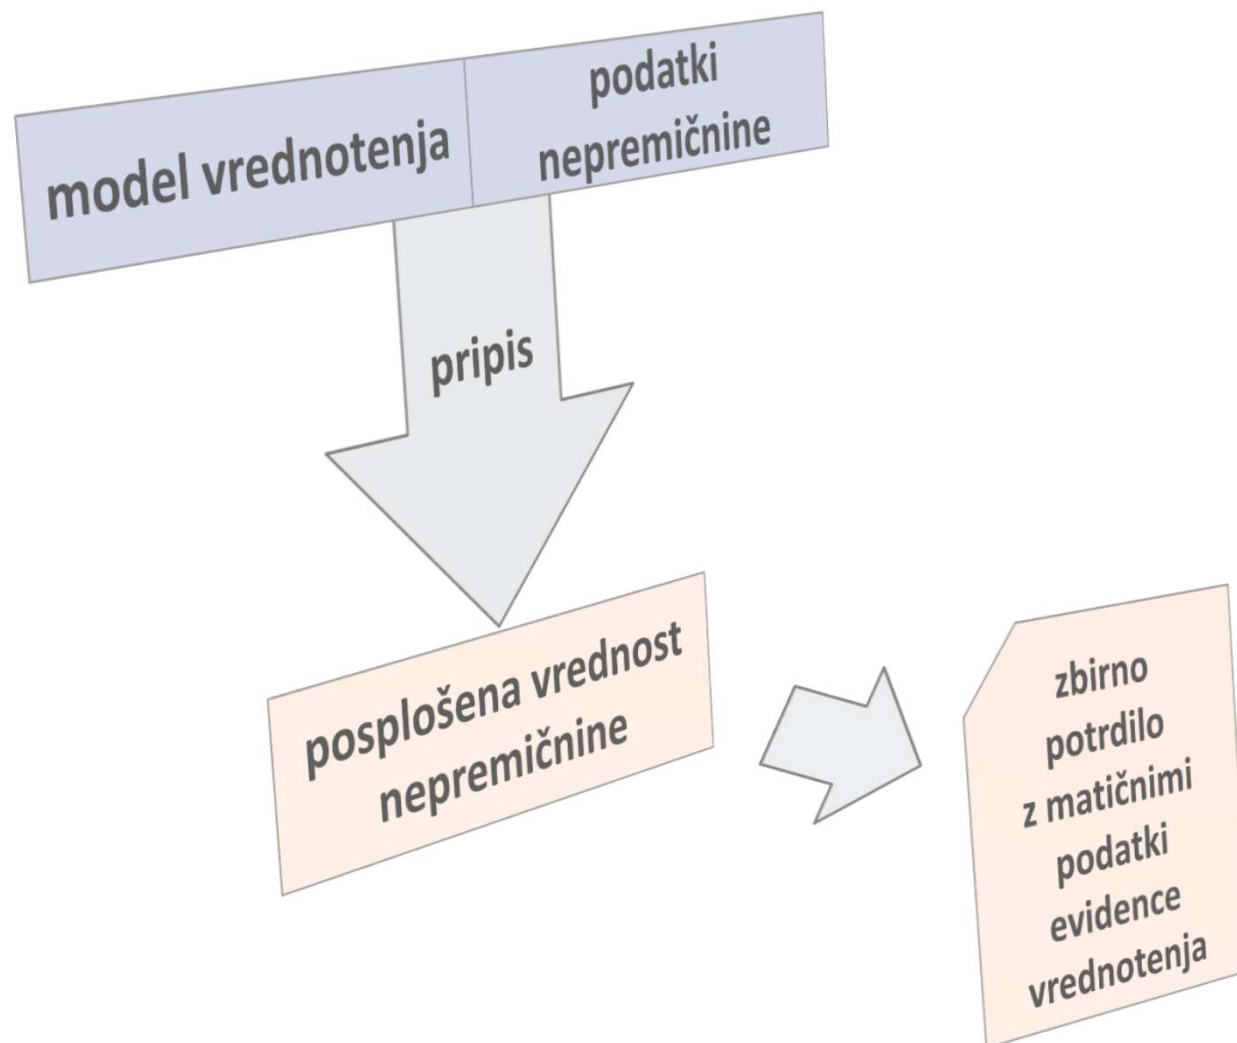 model vrednotenja
podatki
nepremičnine
pripis
posplošena vrednost
nepremičnine
zbirno
potrdilo
z matičnimi
podatki
evidence
vrednotenja